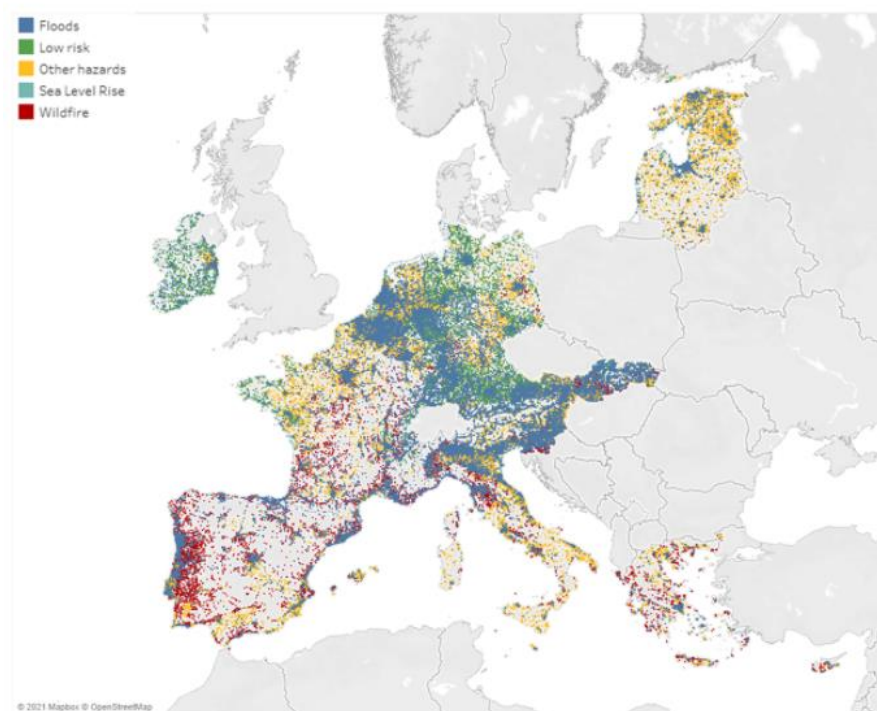 Floods
Low risk
Other hazards
Sea Level Rise
Wildfire
© 2021 Mapbox © OpenStreetMap